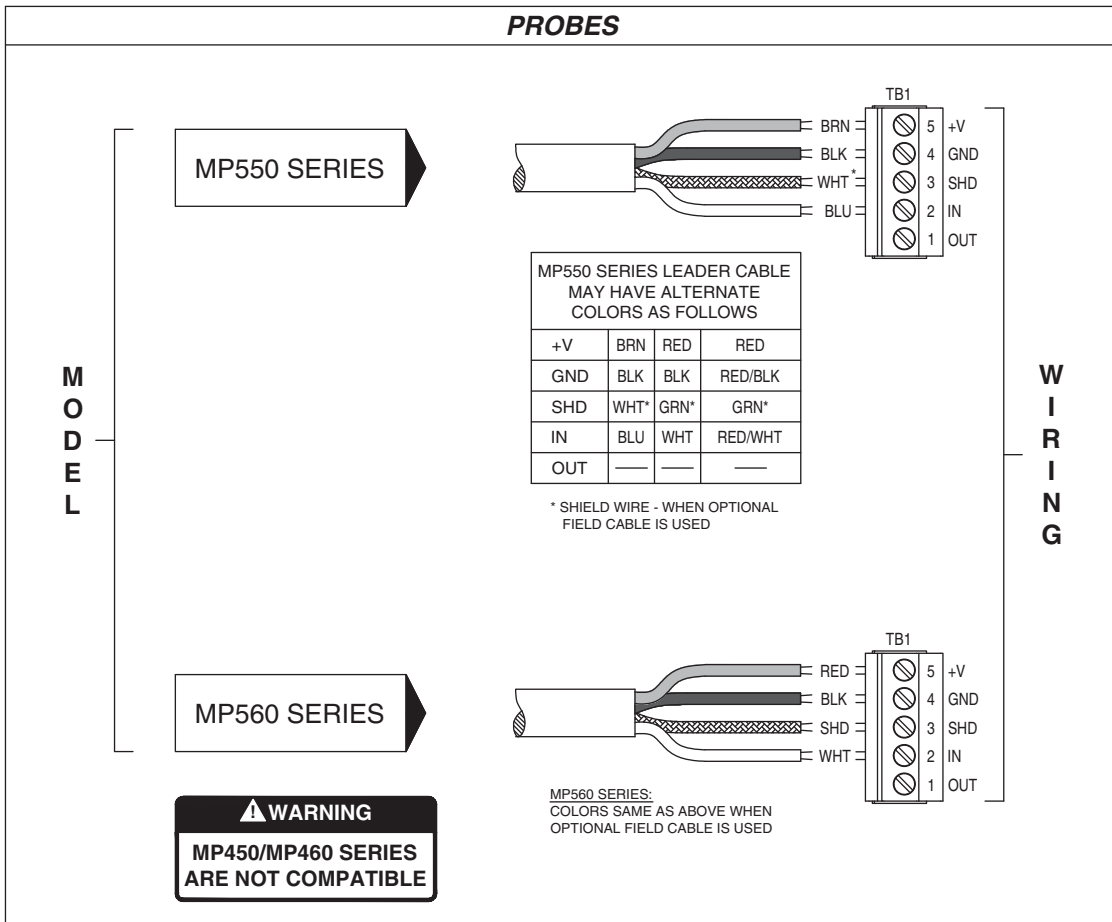 PROBES
MODEL
MP550 SERIES
TB1
BRN 5 +V
BLK 4 GND
WHT* 3 SHD
BLU 2 IN
1 OUT
MP550 SERIES LEADER CABLE
MAY HAVE ALTERNATE
COLORS AS FOLLOWS
+V BRN RED RED
GND BLK BLK RED/BLK
SHD WHT* GRN* GRN*
IN BLU WHT RED/WHT
OUT —— —— ——
* SHIELD WIRE - WHEN OPTIONAL
FIELD CABLE IS USED
WIRING
MP560 SERIES
TB1
RED 5 +V
BLK 4 GND
SHD 3 SHD
WHT 2 IN
1 OUT
MP560 SERIES:
COLORS SAME AS ABOVE WHEN
OPTIONAL FIELD CABLE IS USED
WARNING
MP450/MP460 SERIES
ARE NOT COMPATIBLE